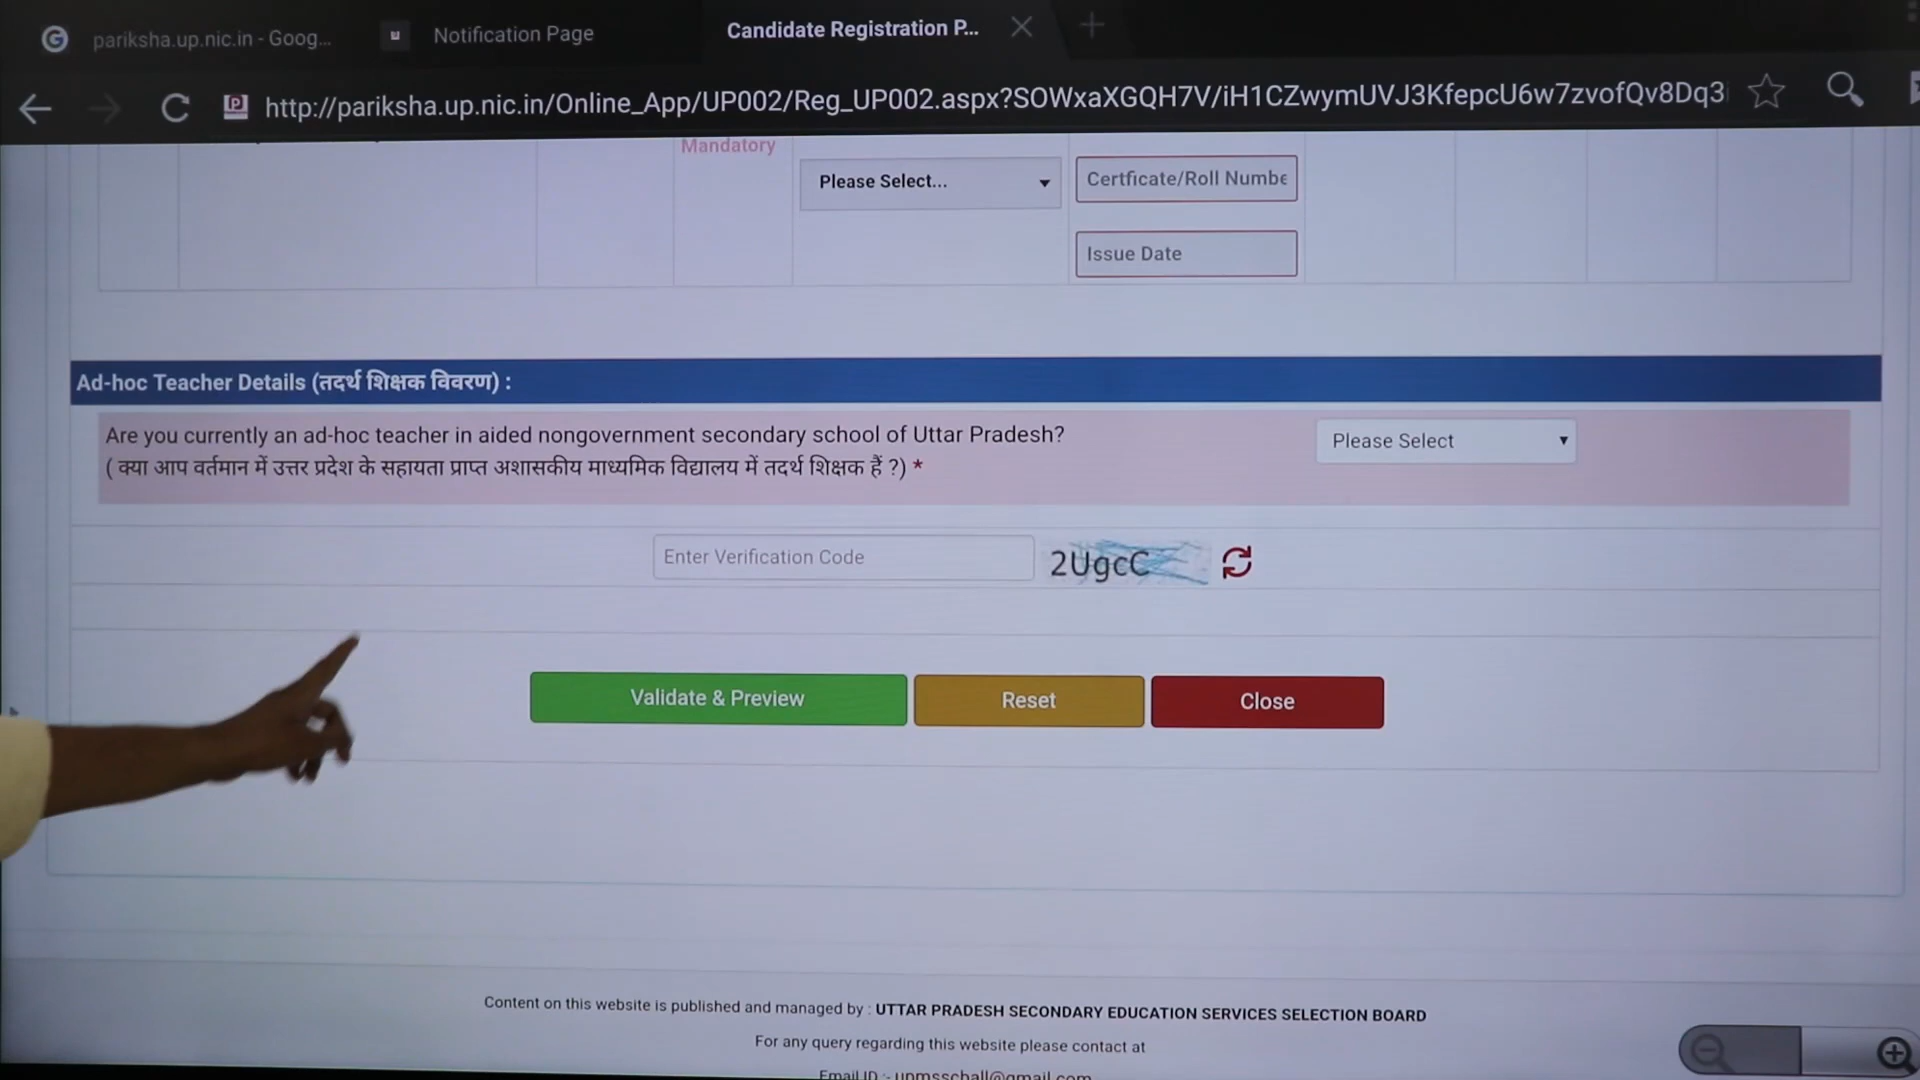 pariksha.up.nic.in - Goog...
Notification Page
Candidate Registration P...
http://pariksha.up.nic.in/Online_App/UP002/Reg_UP002.aspx?SOWxaXGQH7V/iH1CZwymUVJ3KfepcU6w7zvofQv8Dq3
Mandatory
Please Select...
Certficate/Roll Numbe
Issue Date
Ad-hoc Teacher Details (तदर्थ शिक्षक विवरण) :
Are you currently an ad-hoc teacher in aided nongovernment secondary school of Uttar Pradesh?
Please Select
( क्या आप वर्तमान में उत्तर प्रदेश के सहायता प्राप्त अशासकीय माध्यमिक विद्यालय में तदर्थ शिक्षक हैं ?) *
Enter Verification Code
2UgcC
Validate & Preview
Reset
Close
Content on this website is published and managed by : UTTAR PRADESH SECONDARY EDUCATION SERVICES SELECTION BOARD
For any query regarding this website please contact at
Email ID :- upmsscball@gmail.com